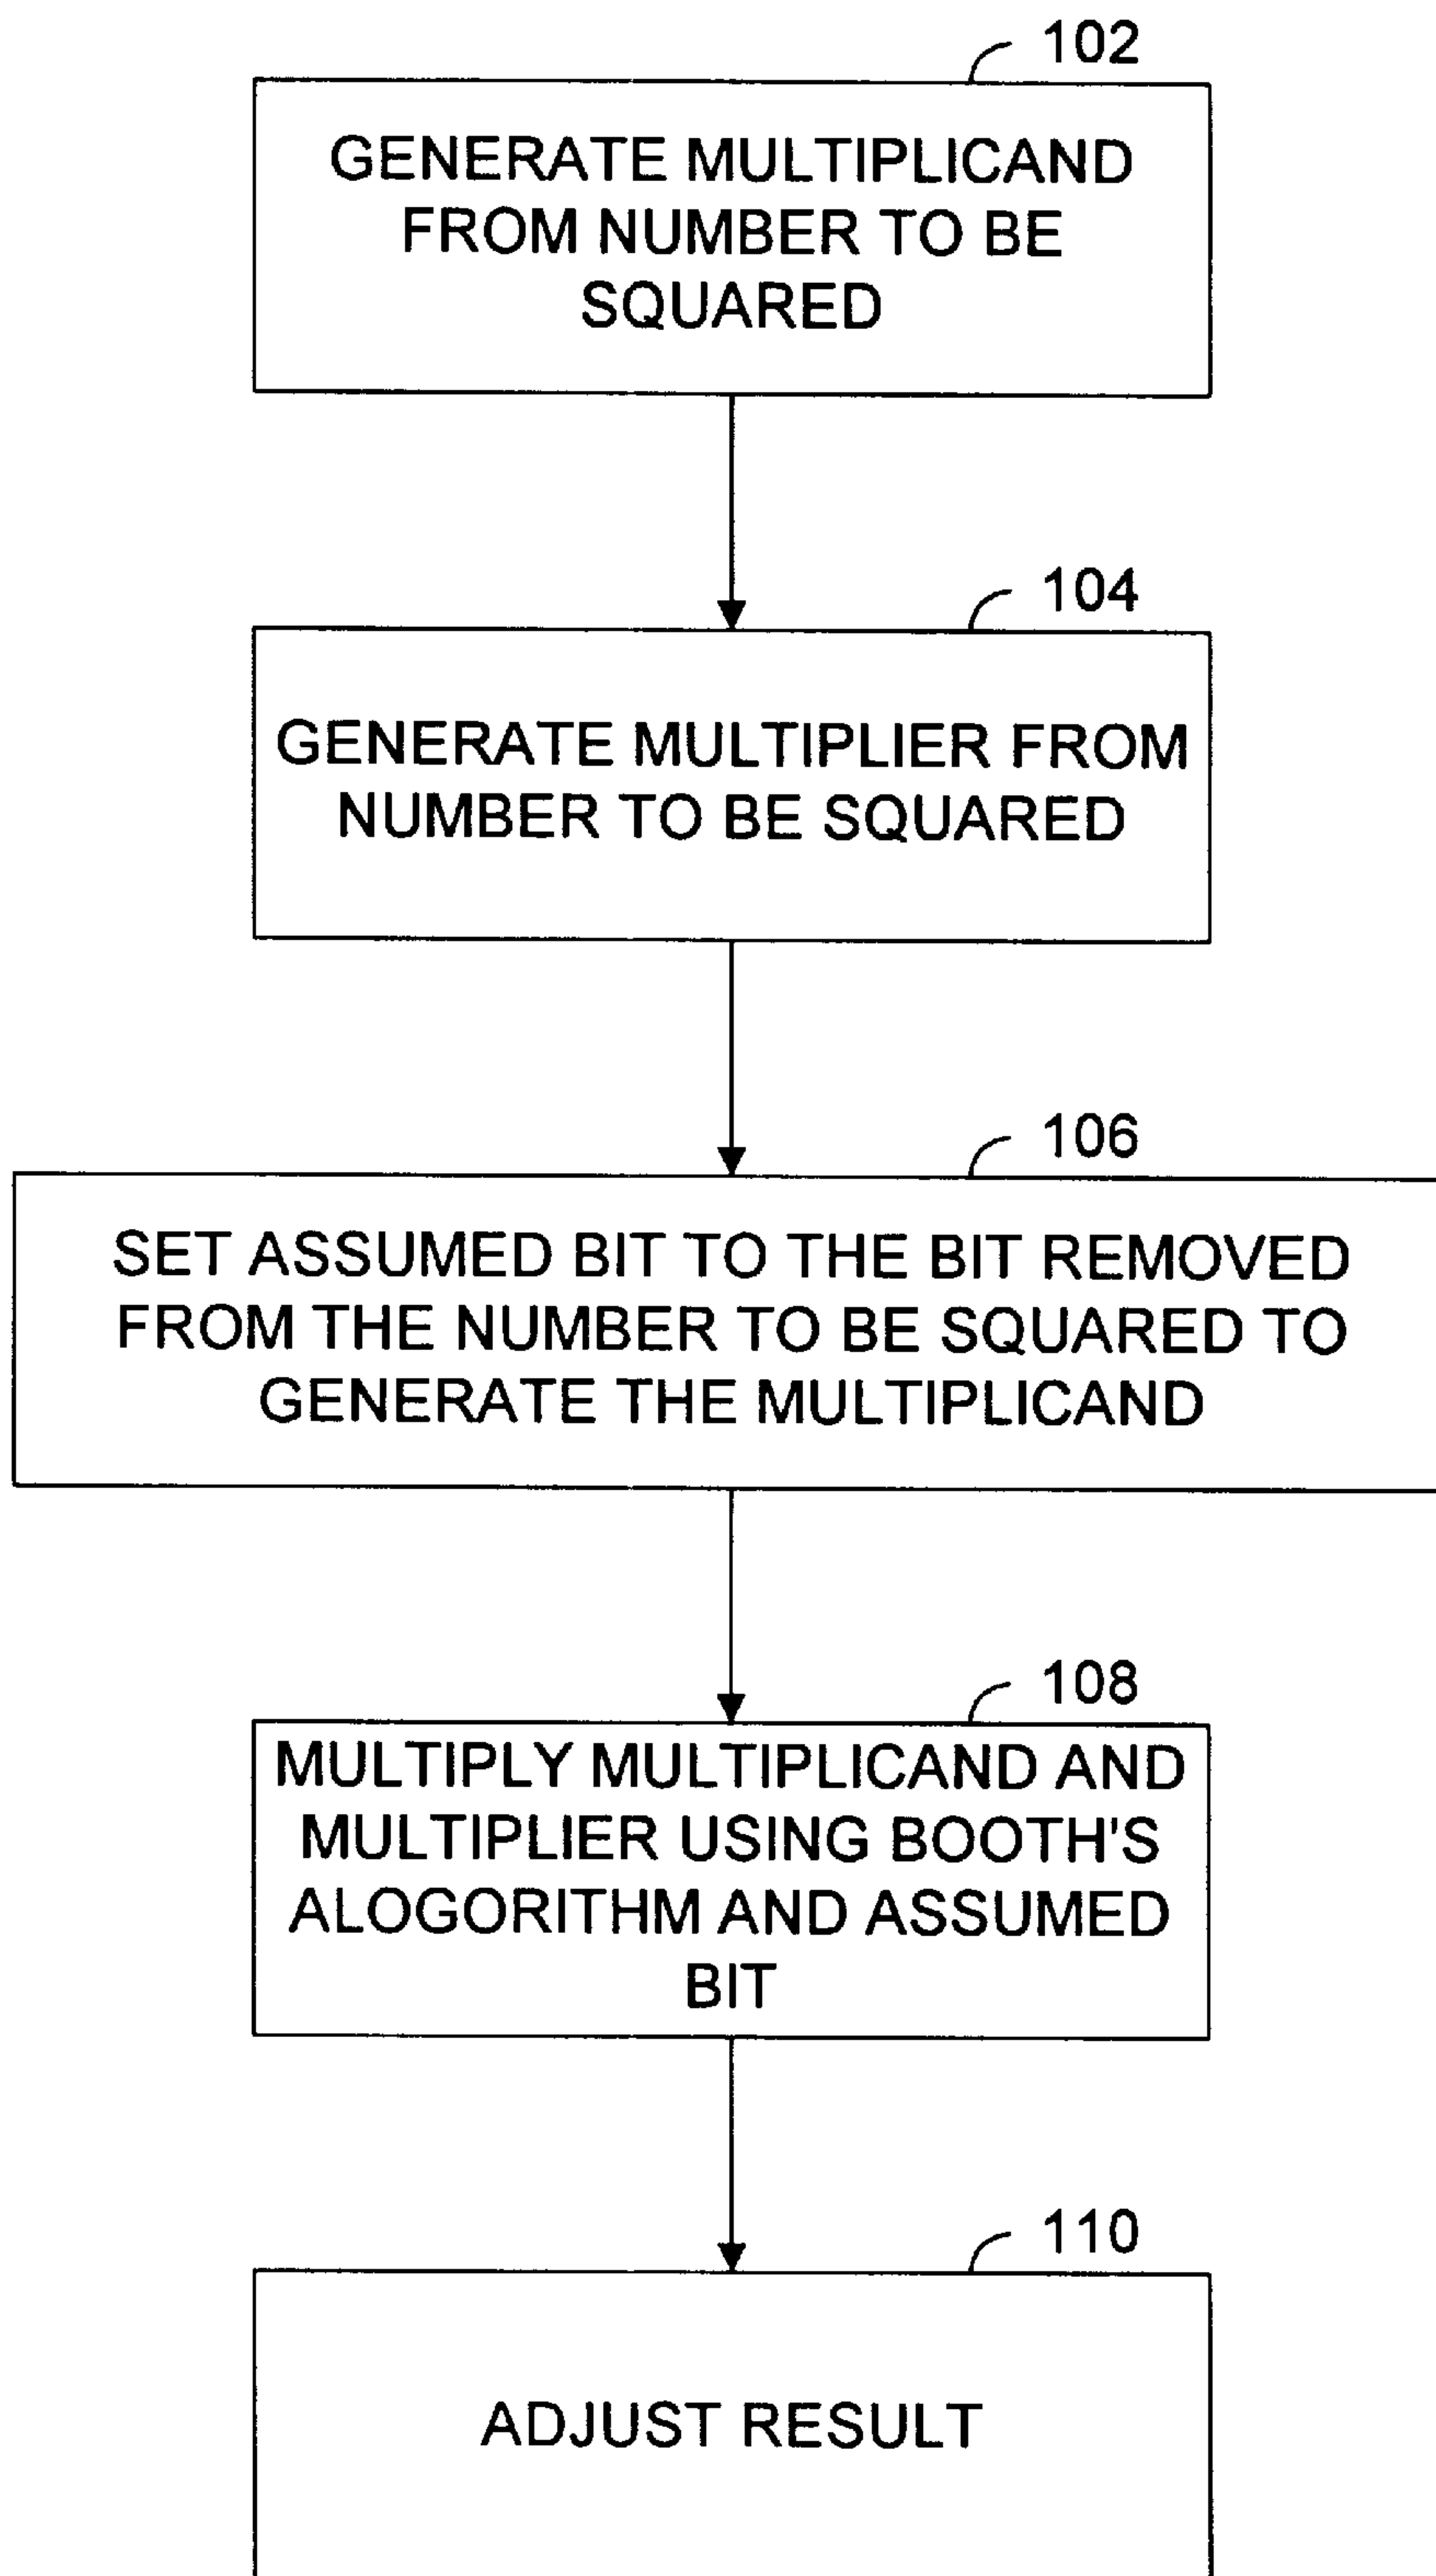 102
GENERATE MULTIPLICAND
FROM NUMBER TO BE
SQUARED
104
GENERATE MULTIPLIER FROM
NUMBER TO BE SQUARED
106
SET ASSUMED BIT TO THE BIT REMOVED
FROM THE NUMBER TO BE SQUARED TO
GENERATE THE MULTIPLICAND
108
MULTIPLY MULTIPLICAND AND
MULTIPLIER USING BOOTH'S
ALOGORITHM AND ASSUMED
BIT
110
ADJUST RESULT